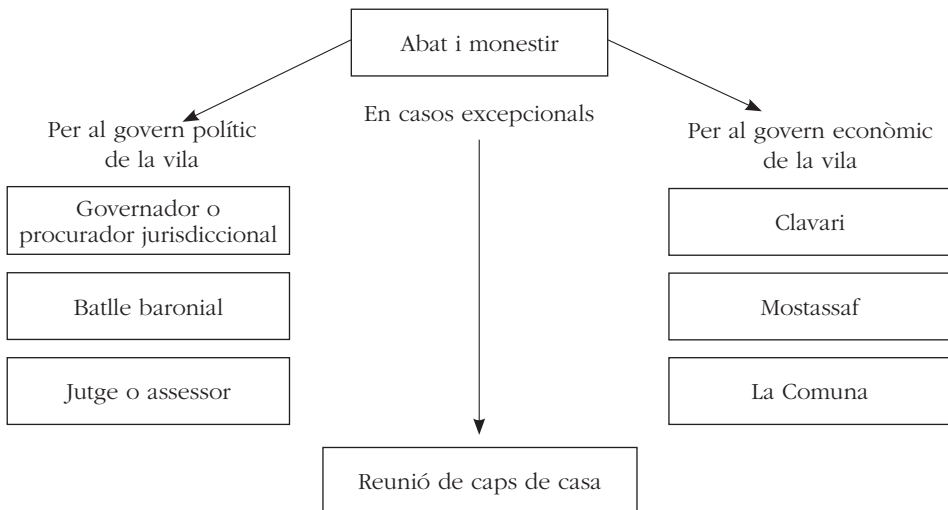 Abat i monestir
En casos excepcionals
Per al govern polític
de la vila
Governador o
procurador jurisdiccional
Batlle baronial
Jutge o assessor
Per al govern econòmic
de la vila
Clavari
Mostassaf
La Comuna
Reunió de caps de casa